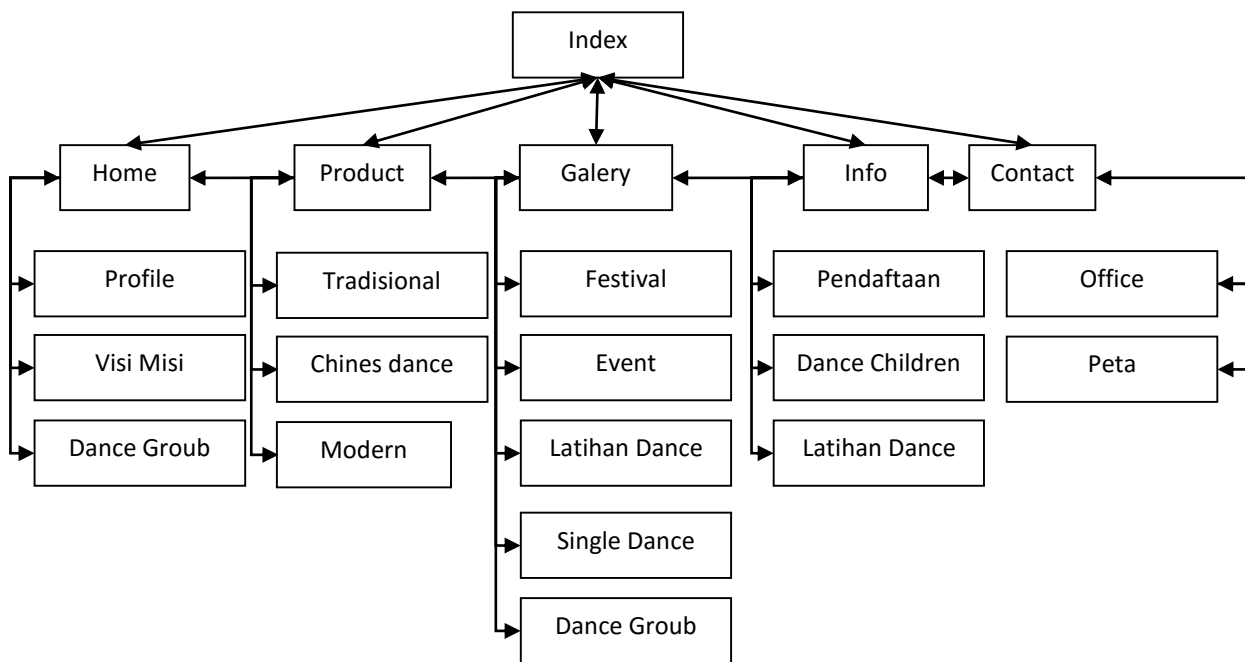 Index
Home
Product
Galery
Info
Contact
Profile
Tradisional
Festival
Pendaftaan
Office
Visi Misi
Chines dance
Event
Dance Children
Peta
Dance Groub
Modern
Latihan Dance
Latihan Dance
Single Dance
Dance Groub